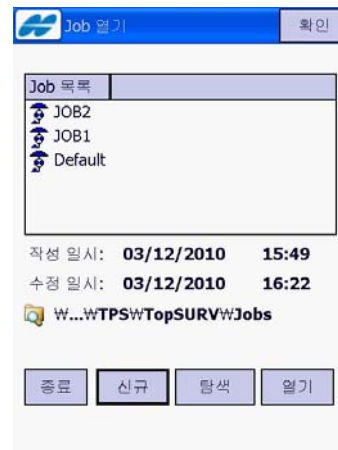 Job 열기
확인
Job 목록
JOB2
JOB1
Default
작성 일시: 03/12/2010 15:49
수정 일시: 03/12/2010 16:22
₩...₩TPS₩TopSURV₩Jobs
종료 신규 탐색 열기